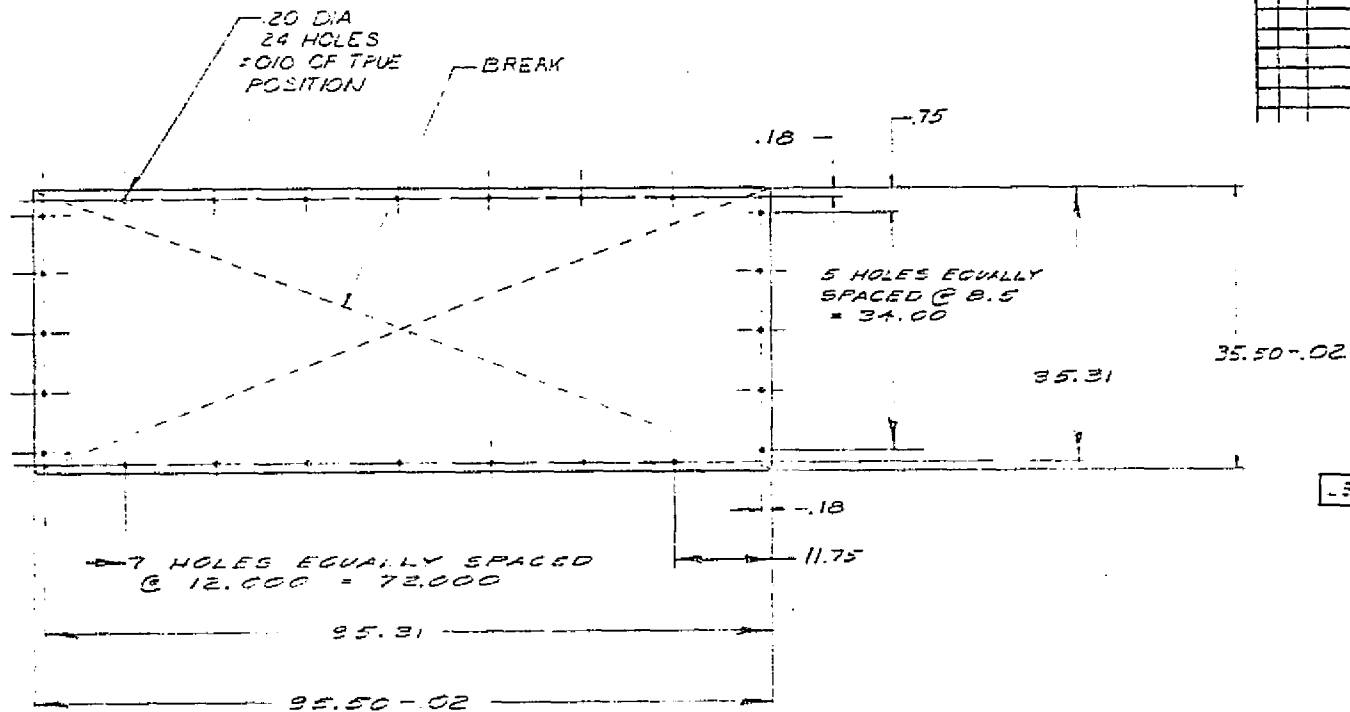 .20 DIA
24 HOLES
±.010 OF TRUE
POSITION
BREAK
.18
.75
5 HOLES EQUALLY
SPACED @ 8.5
= 34.00
35.31
35.50-.02
.18
11.75
7 HOLES EQUALLY SPACED
@ 12.000 = 72.000
95.31
95.50-.02